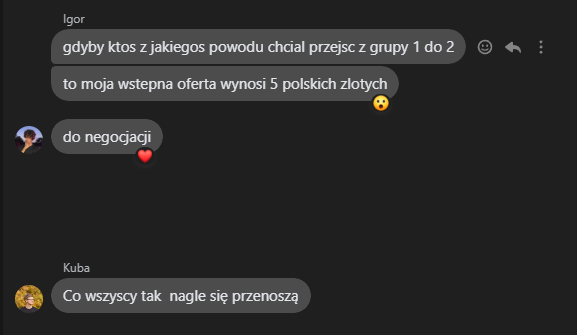 Igor
gdyby ktos z jakiegos powodu chcial przejsc z grupy 1 do 2
to moja wstepna oferta wynosi 5 polskich zlotych
do negocjacji
Kuba
Co wszyscy tak  nagle się przenoszą